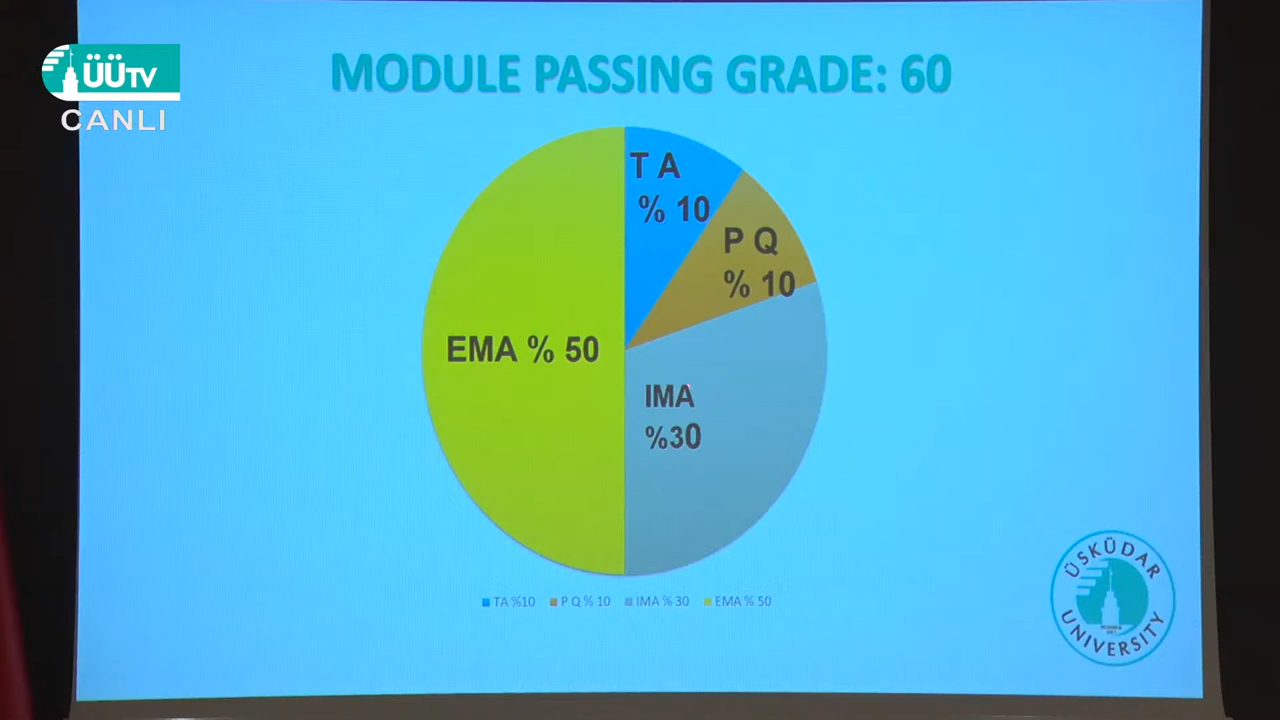 ÜÜTV
CANLI
MODULE PASSING GRADE: 60
T A
% 10
P Q
% 10
EMA % 50
IMA
%30
TA %10
P Q % 10
IMA % 30
EMA % 50
ÜSKÜDAR
UNIVERSITY